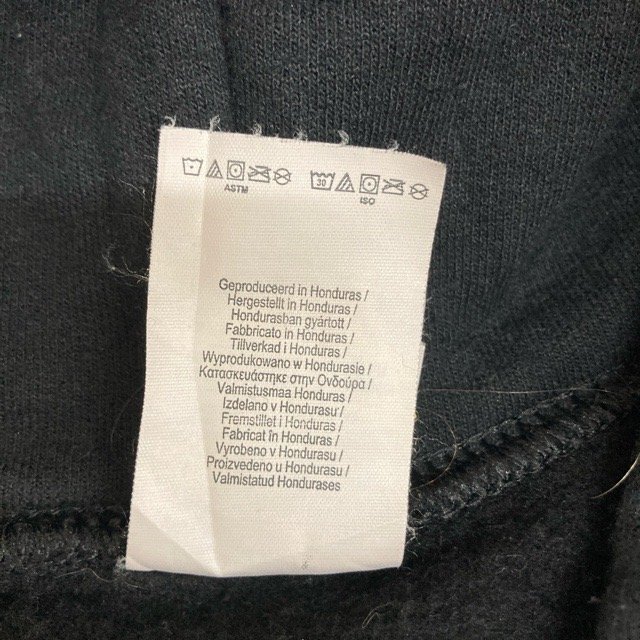 30
ASTM ISO
Geproduceerd in Honduras /
Hergestellt in Honduras /
Hondurasban gyártott /
Fabbricato in Honduras /
Tillverkad i Honduras /
Wyprodukowano w Hondurasie /
Κατασκευάστηκε στην Ονδούρα /
Valmistusmaa Honduras /
Izdelano v Hondurasu /
Fremstillet i Honduras /
Fabricat în Honduras /
Vyrobeno v Hondurasu /
Proizvedeno u Hondurasu /
Valmistatud Hondurases